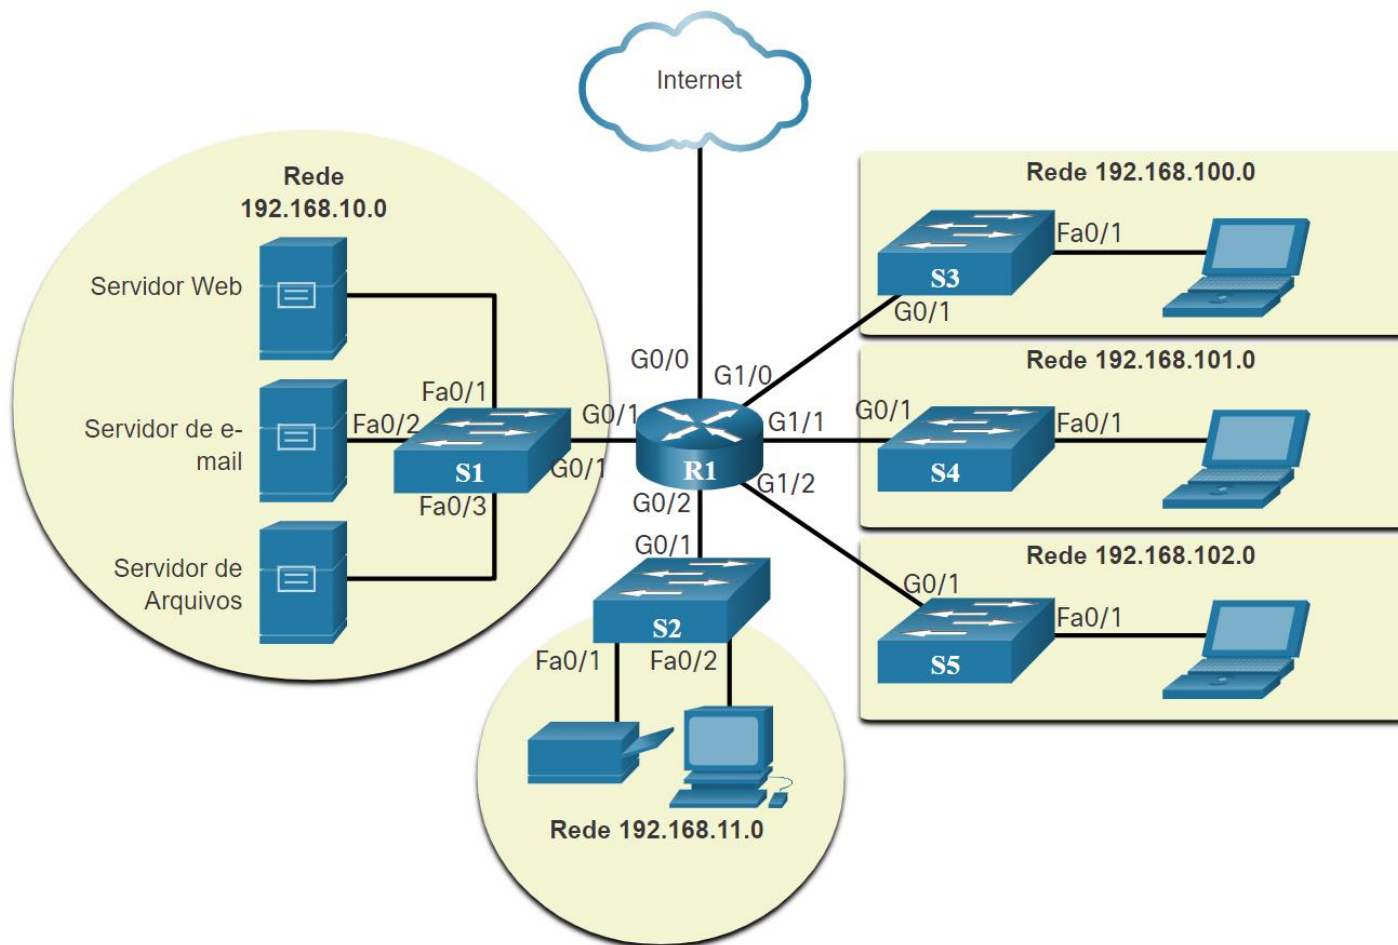 Internet
Rede
192.168.10.0
Servidor Web
Fa0/1
Servidor de e-
mail
Fa0/2
S1
G0/1
Fa0/3
Servidor de
Arquivos
G0/0
G1/0
G0/1
R1
G1/1
G1/2
G0/2
G0/1
S2
Fa0/1
Fa0/2
Rede 192.168.11.0
Rede 192.168.100.0
Fa0/1
S3
G0/1
Rede 192.168.101.0
G0/1
Fa0/1
S4
Rede 192.168.102.0
G0/1
Fa0/1
S5